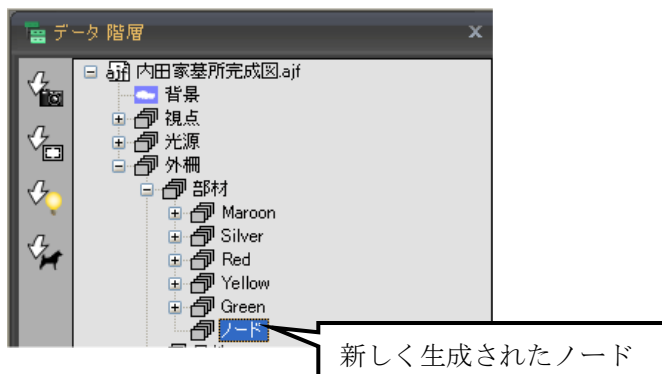 データ 階層
ajf 内田家墓所完成図.ajf
背景
視点
光源
外柵
部材
Maroon
Silver
Red
Yellow
Green
ノード
新しく生成されたノード